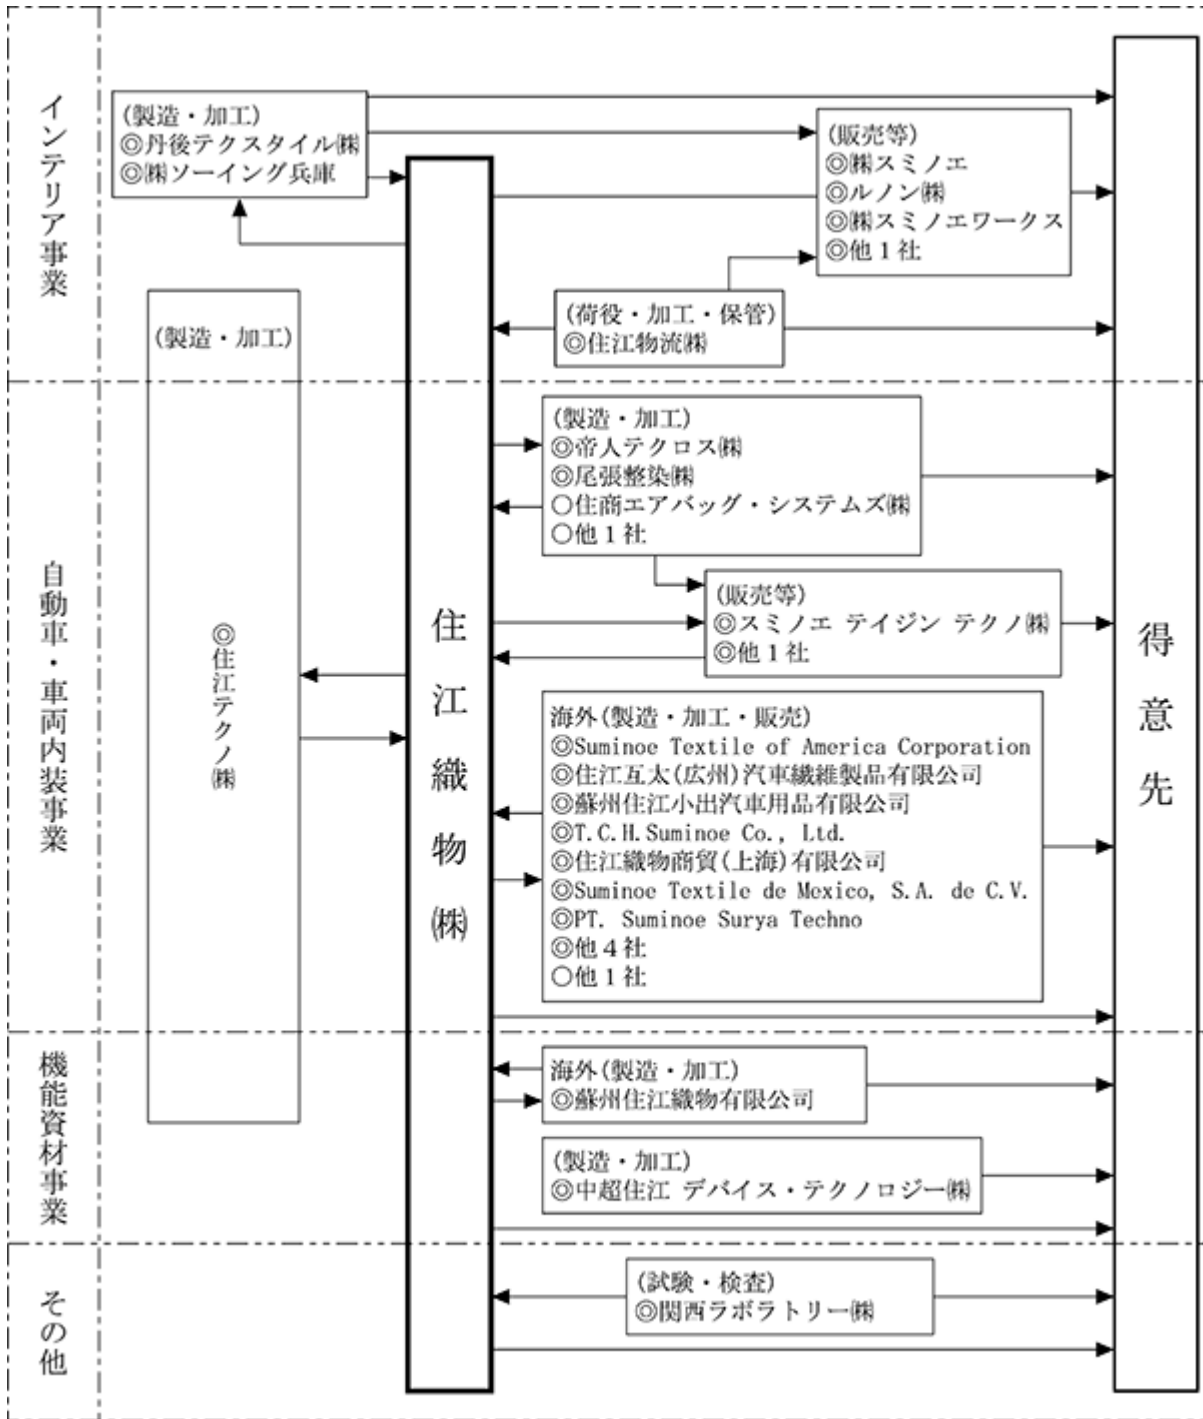 インテリア事業
(製造・加工)
◎丹後テクスタイル㈱
◎㈱ソーイング兵庫
(販売等)
◎㈱スミノエ
◎ルノン㈱
◎㈱スミノエワークス
◎他1社
(荷役・加工・保管)
◎住江物流㈱
(製造・加工)
◎住江テクノ㈱
住江織物㈱
得意先
自動車・車両内装事業
(製造・加工)
◎帝人テクロス㈱
◎尾張整染㈱
○住商エアバッグ・システムズ㈱
○他1社
(販売等)
◎スミノエ テイジン テクノ㈱
◎他1社
海外(製造・加工・販売)
◎Suminoe Textile of America Corporation
◎住江互太(広州)汽車繊維製品有限公司
◎蘇州住江小出汽車用品有限公司
◎T.C.H.Suminoe Co., Ltd.
◎住江織物商貿(上海)有限公司
◎Suminoe Textile de Mexico, S.A. de C.V.
◎PT. Suminoe Surya Techno
◎他4社
○他1社
機能資材事業
海外(製造・加工)
◎蘇州住江織物有限公司
(製造・加工)
◎中超住江 デバイス・テクノロジー㈱
その他
(試験・検査)
◎関西ラボラトリー㈱